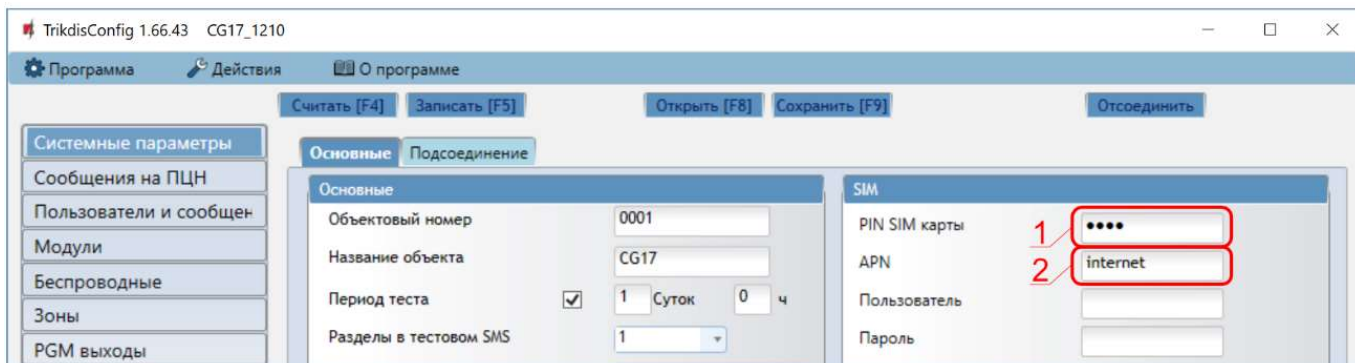 TrikdisConfig 1.66.43 CG17_1210
Программа Действия О программе
Считать [F4] Записать [F5] Открыть [F8] Сохранить [F9] Отсоединить
Системные параметры
Сообщения на ПЦН
Пользователи и сообщен
Модули
Беспроводные
Зоны
PGM выходы
Основные Подсоединение
Основные
Объектовый номер 0001
Название объекта CG17
Период теста 1 Суток 0 ч
Разделы в тестовом SMS 1
SIM
PIN SIM карты 1 ••••
APN 2 internet
Пользователь
Пароль